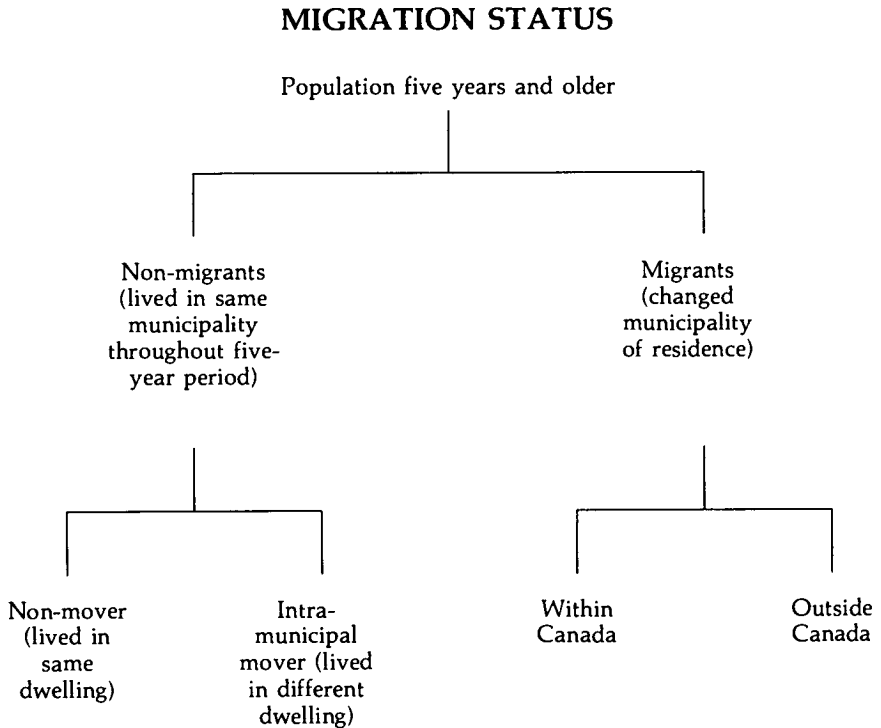 MIGRATION STATUS
Population five years and older
Non-migrants
(lived in same
municipality
throughout five-
year period)
Migrants
(changed
municipality
of residence)
Non-mover
(lived in
same
dwelling)
Intra-
municipal
mover (lived
in different
dwelling)
Within
Canada
Outside
Canada